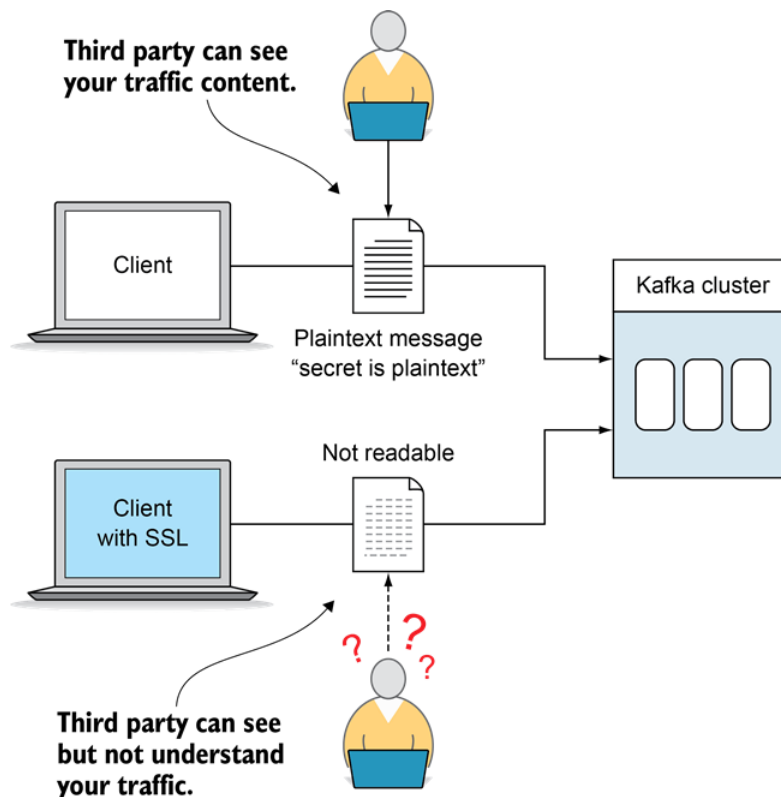 Third party can see
your traffic content.
Client
Plaintext message
“secret is plaintext”
Kafka cluster
Not readable
Client
with SSL
?
?
?
Third party can see
but not understand
your traffic.